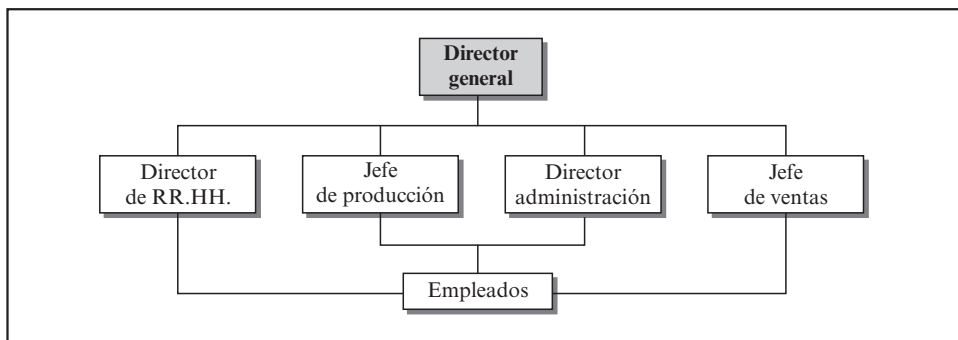 Director
general
Director
de RR.HH.
Jefe
de producción
Director
administración
Jefe
de ventas
Empleados